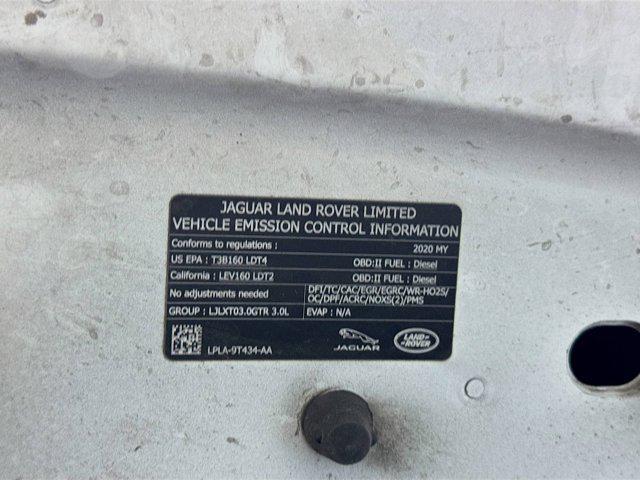 JAGUAR LAND ROVER LIMITED
VEHICLE EMISSION CONTROL INFORMATION
Conforms to regulations : 2020 MY
US EPA : T3B160 LDT4 OBD:II FUEL : Diesel
California : LEV160 LDT2 OBD:II FUEL : Diesel
No adjustments needed DFI/TC/CAC/EGR/EGRC/WR-HO2S/
OC/DPF/ACRC/NOXS(2)/PMS
GROUP : LJLXT03.0GTR 3.0L EVAP : N/A
LPLA-9T434-AA JAGUAR LAND-
-ROVER